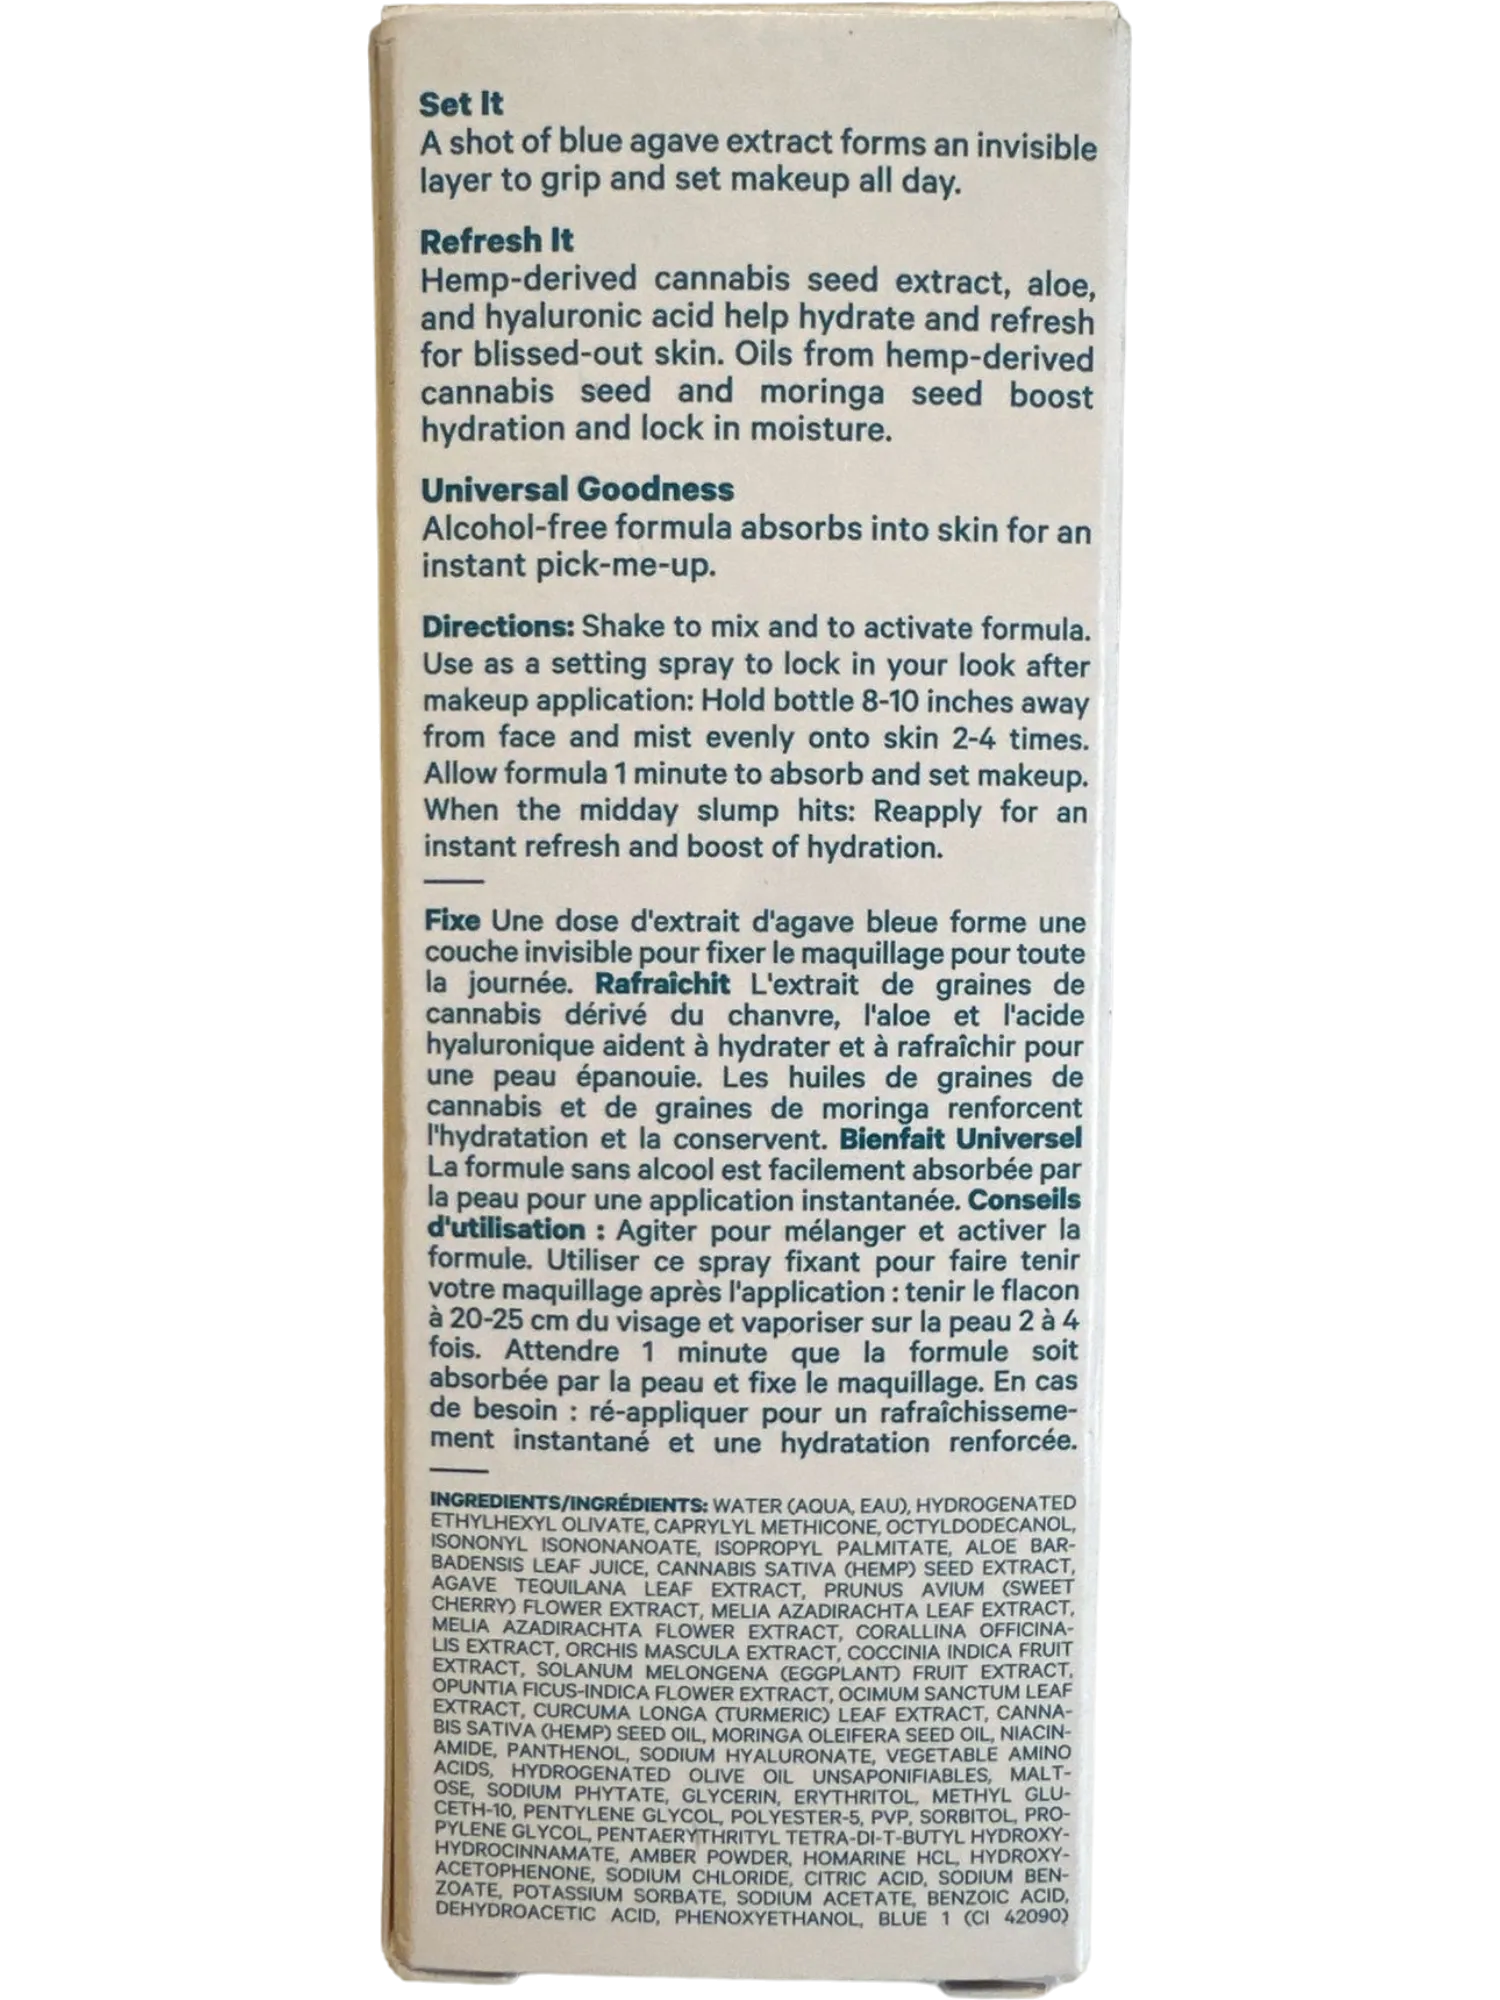 Set It
A shot of blue agave extract forms an invisible
layer to grip and set makeup all day.
Refresh It
Hemp-derived cannabis seed extract, aloe,
and hyaluronic acid help hydrate and refresh
for blissed-out skin. Oils from hemp-derived
cannabis seed and moringa seed boost
hydration and lock in moisture.
Universal Goodness
Alcohol-free formula absorbs into skin for an
instant pick-me-up.
Directions: Shake to mix and to activate formula.
Use as a setting spray to lock in your look after
makeup application: Hold bottle 8-10 inches away
from face and mist evenly onto skin 2-4 times.
Allow formula 1 minute to absorb and set makeup.
When the midday slump hits: Reapply for an
instant refresh and boost of hydration.
Fixe Une dose d'extrait d'agave bleue forme une
couche invisible pour fixer le maquillage pour toute
la journée. Rafraîchit L'extrait de graines de
cannabis dérivé du chanvre, l'aloe et l'acide
hyaluronique aident à hydrater et à rafraîchir pour
une peau épanouie. Les huiles de graines de
cannabis et de graines de moringa renforcent
l'hydratation et la conservent. Bienfait Universel
La formule sans alcool est facilement absorbée par
la peau pour une application instantanée. Conseils
d'utilisation : Agiter pour mélanger et activer la
formule. Utiliser ce spray fixant pour faire tenir
votre maquillage après l'application : tenir le flacon
à 20-25 cm du visage et vaporiser sur la peau 2 à 4
fois. Attendre 1 minute que la formule soit
absorbée par la peau et fixe le maquillage. En cas
de besoin : ré-appliquer pour un rafraîchisseme-
ment instantané et une hydratation renforcée.
INGREDIENTS/INGRÉDIENTS: WATER (AQUA, EAU), HYDROGENATED
ETHYLHEXYL OLIVATE, CAPRYLYL METHICONE, OCTYLDODECANOL,
ISONONYL ISONONANOATE, ISOPROPYL PALMITATE, ALOE BAR-
BADENSIS LEAF JUICE, CANNABIS SATIVA (HEMP) SEED EXTRACT,
AGAVE TEQUILANA LEAF EXTRACT, PRUNUS AVIUM (SWEET
CHERRY) FLOWER EXTRACT, MELIA AZADIRACHTA LEAF EXTRACT,
MELIA AZADIRACHTA FLOWER EXTRACT, CORALLINA OFFICINA-
LIS EXTRACT, ORCHIS MASCULA EXTRACT, COCCINIA INDICA FRUIT
EXTRACT, SOLANUM MELONGENA (EGGPLANT) FRUIT EXTRACT,
OPUNTIA FICUS-INDICA FLOWER EXTRACT, OCIMUM SANCTUM LEAF
EXTRACT, CURCUMA LONGA (TURMERIC) LEAF EXTRACT, CANNA-
BIS SATIVA (HEMP) SEED OIL, MORINGA OLEIFERA SEED OIL, NIACIN-
AMIDE, PANTHENOL, SODIUM HYALURONATE, VEGETABLE AMINO
ACIDS, HYDROGENATED OLIVE OIL UNSAPONIFIABLES, MALT-
OSE, SODIUM PHYTATE, GLYCERIN, ERYTHRITOL, METHYL GLU-
CETH-10, PENTYLENE GLYCOL, POLYESTER-5, PVP, SORBITOL, PRO-
PYLENE GLYCOL, PENTAERYTHRITYL TETRA-DI-T-BUTYL HYDROXY-
HYDROCINNAMATE, AMBER POWDER, HOMARINE HCL, HYDROXY-
ACETOPHENONE, SODIUM CHLORIDE, CITRIC ACID, SODIUM BEN-
ZOATE, POTASSIUM SORBATE, SODIUM ACETATE, BENZOIC ACID,
DEHYDROACETIC ACID, PHENOXYETHANOL, BLUE 1 (CI 42090)